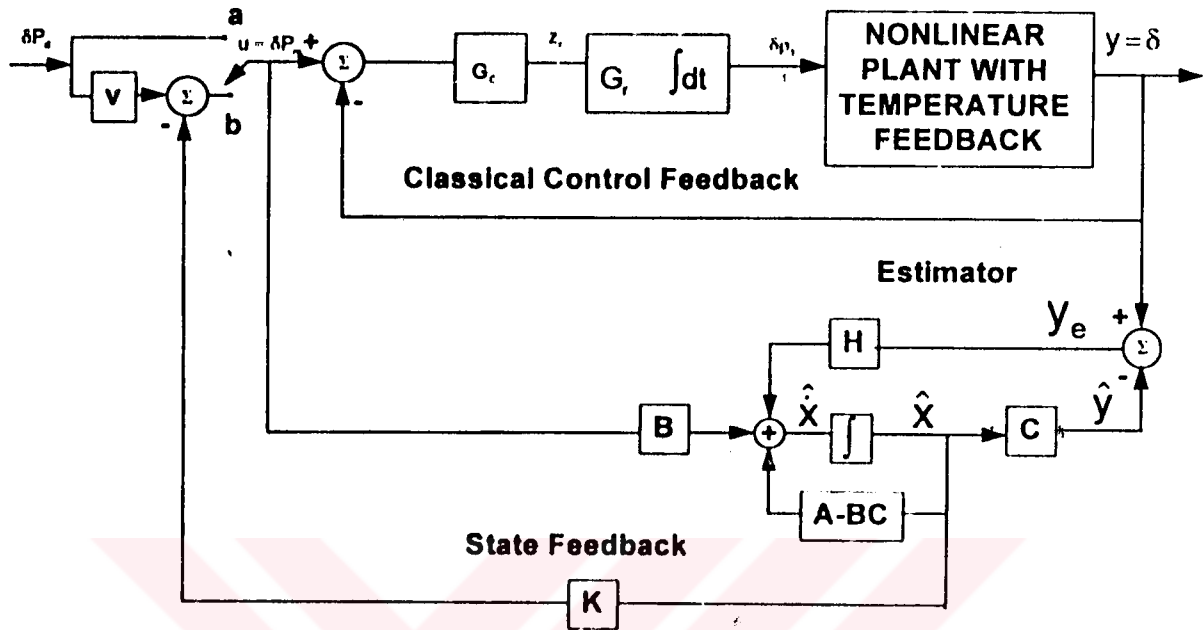 a
δP_d
u = δP_r +
Σ
-
V
Σ
-
b
G_c
z_r
G_r ∫dt
NONLINEAR
PLANT WITH
TEMPERATURE
FEEDBACK
y = δ
Classical Control Feedback
Estimator
H
y_e
+
Σ
-
B
+
ẋ̂
∫
x̂
C
ŷ
A-BC
State Feedback
K